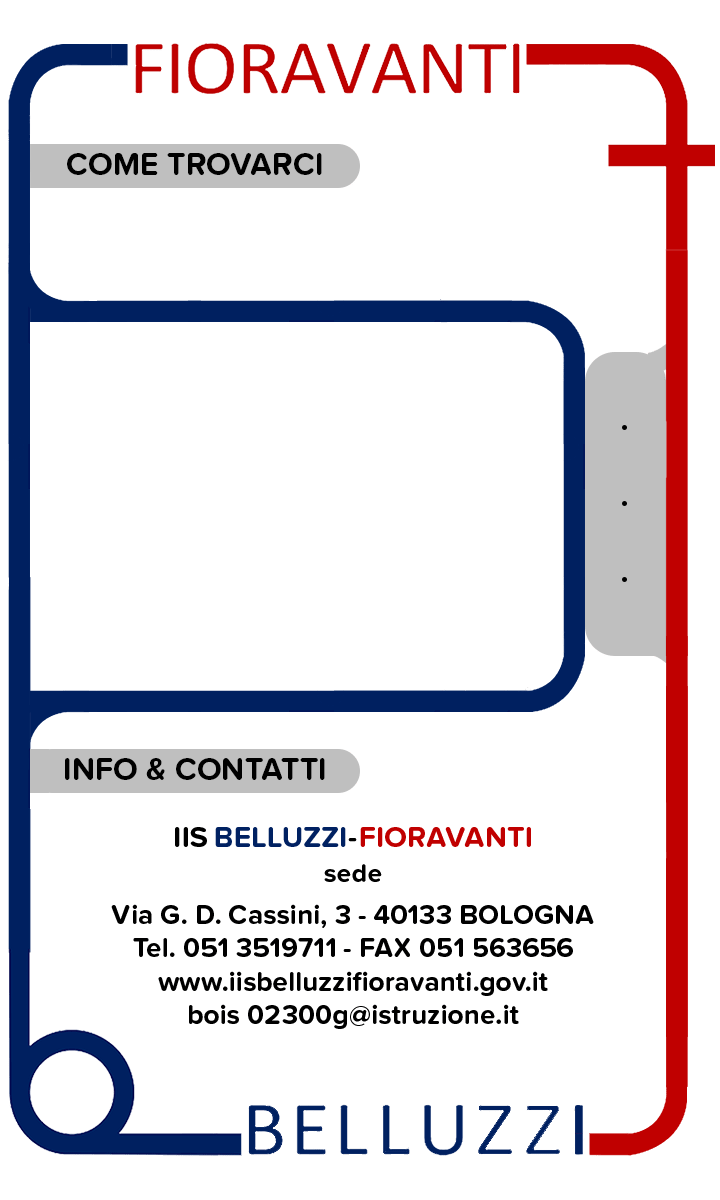 FIORAVANTI
COME TROVARCI
INFO & CONTATTI
IIS BELLUZZI-FIORAVANTI
sede
Via G. D. Cassini, 3 - 40133 BOLOGNA
Tel. 051 3519711 - FAX 051 563656
www.iisbelluzzifioravanti.gov.it
bois 02300g@istruzione.it
BELLUZZI